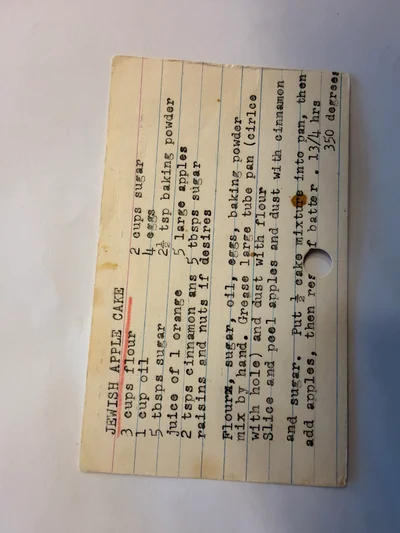 JEWISH APPLE CAKE
3 cups flour 2 cups sugar
1 cup oil 4 eggs
5 tbsps sugar 2½ tsp baking powder
juice of 1 orange 5 large apples
2 tsps cinnamon ans 5 tbsps sugar
raisins and nuts if desires
Flourx, sugar, oil, eggs, baking powder
mix by hand. Grease large tube pan (cirlce
with hole) and dust with flour
Slice and peel apples and dust with cinnamon
and sugar. Put ½ cake mixture into pan, then
add apples, then res f batter . 1 3/4 hrs
350 degrees